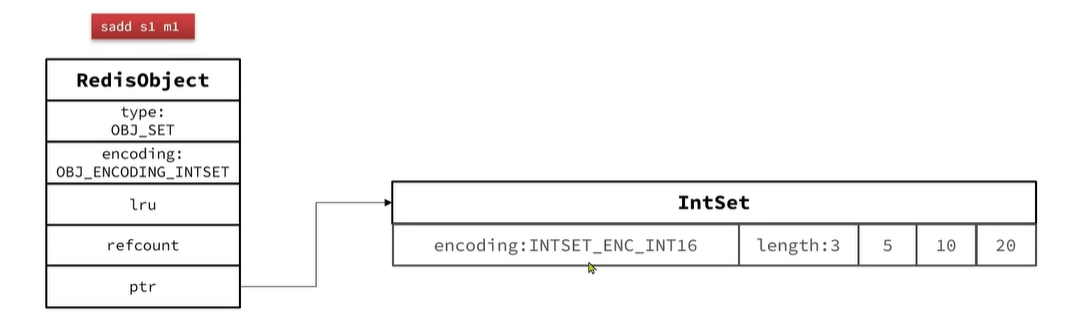 sadd s1 m1
RedisObject
type:
OBJ_SET
encoding:
OBJ_ENCODING_INTSET
lru
refcount
ptr
IntSet
encoding:INTSET_ENC_INT16 length:3 5 10 20